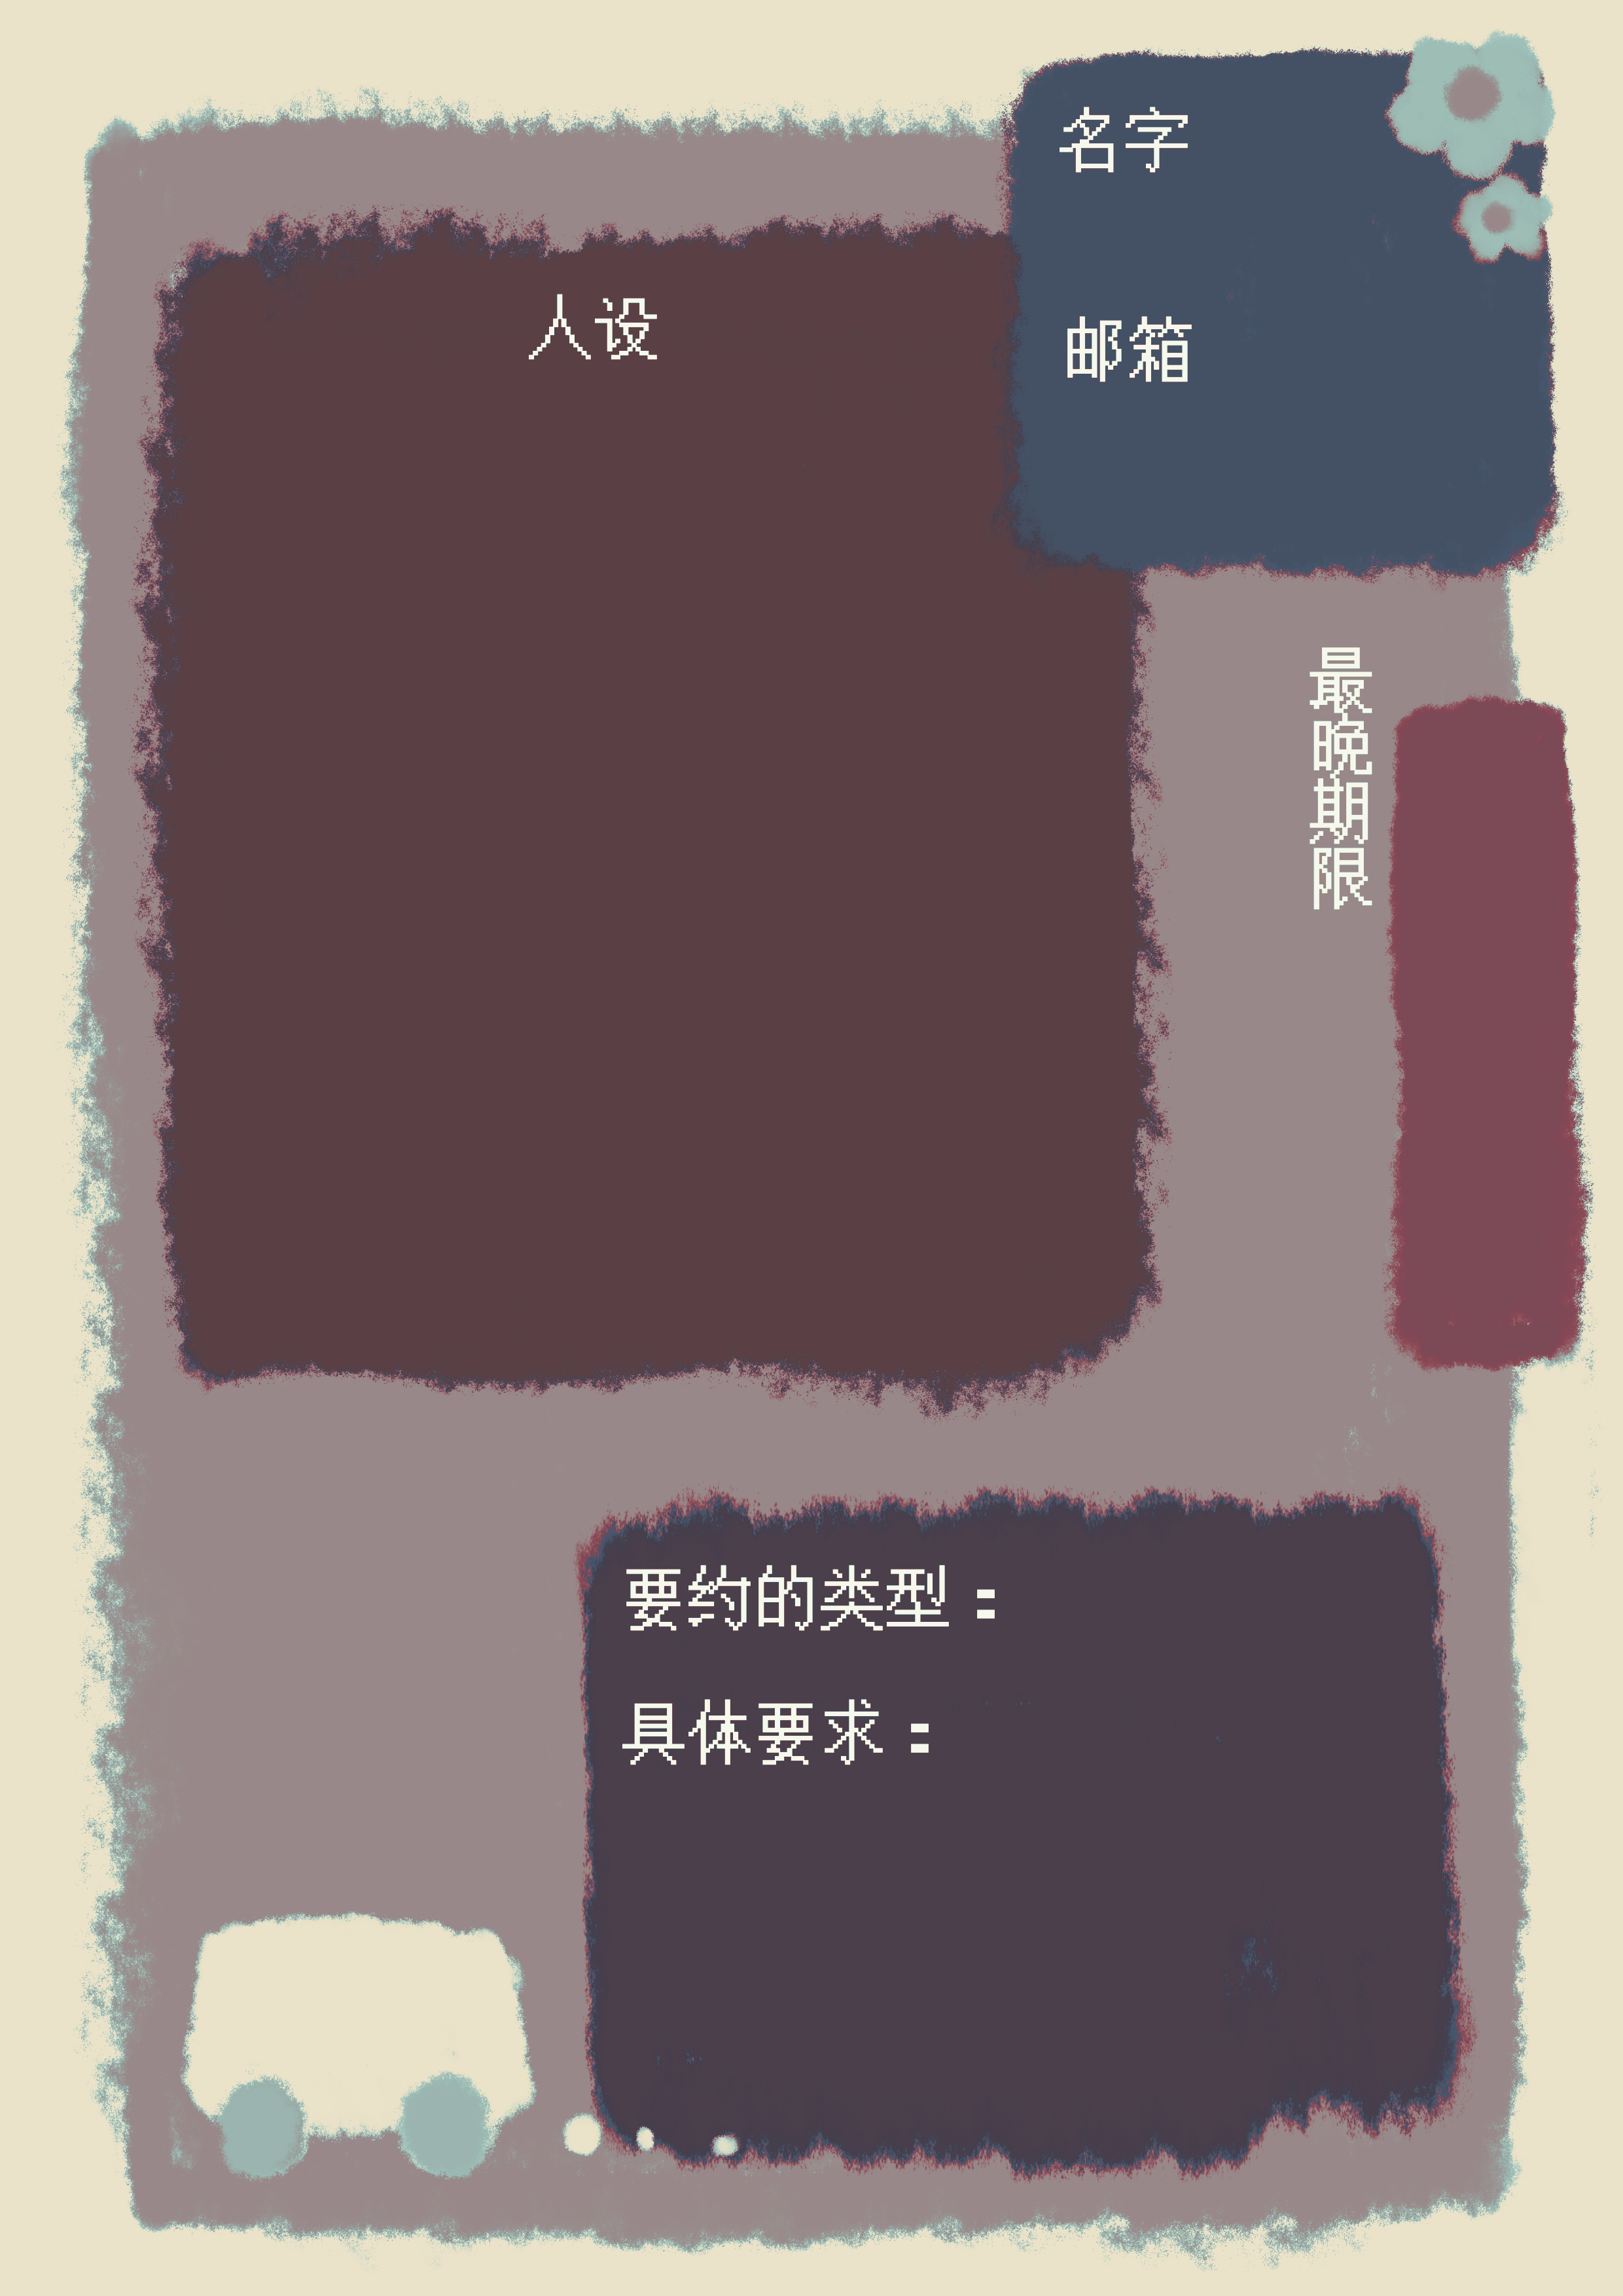 名字
人设
邮箱
最晚期限
要约的类型：
具体要求：